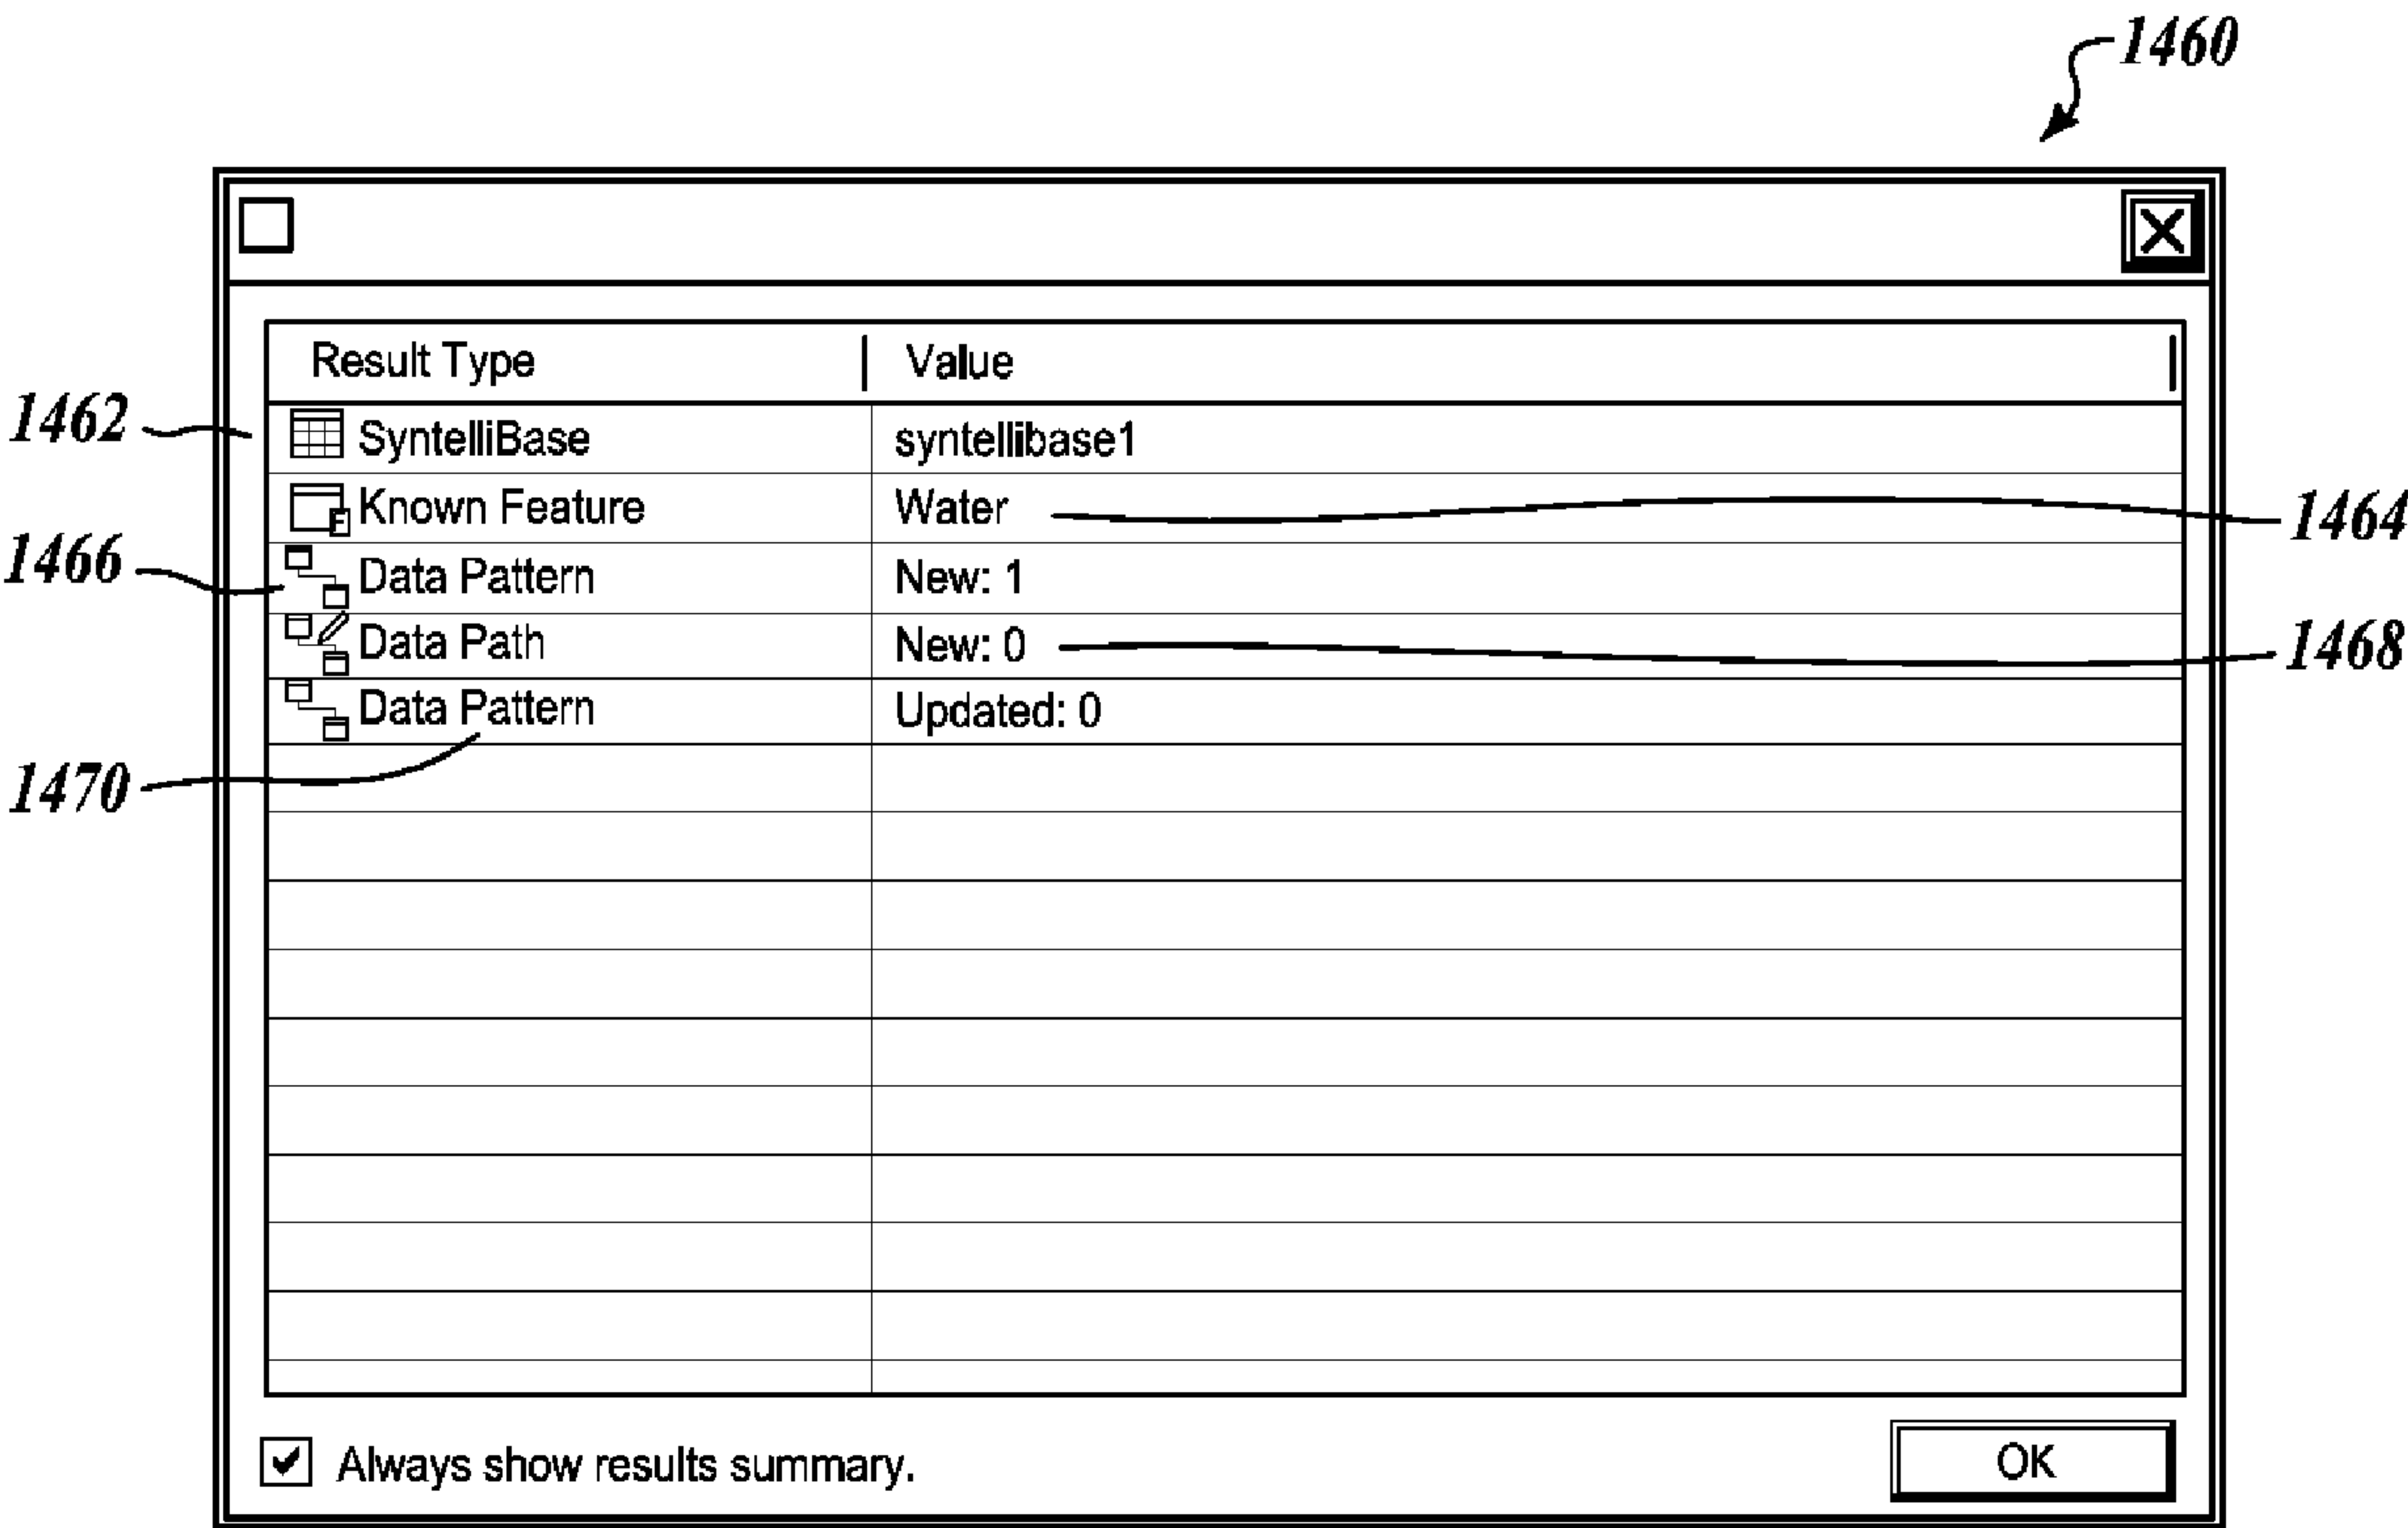 1460
Result Type Value
1462 SyntelliBase syntellibase1
Known Feature Water 1464
1466 Data Pattern New: 1
Data Path New: 0 1468
Data Pattern Updated: 0
1470
Always show results summary. OK